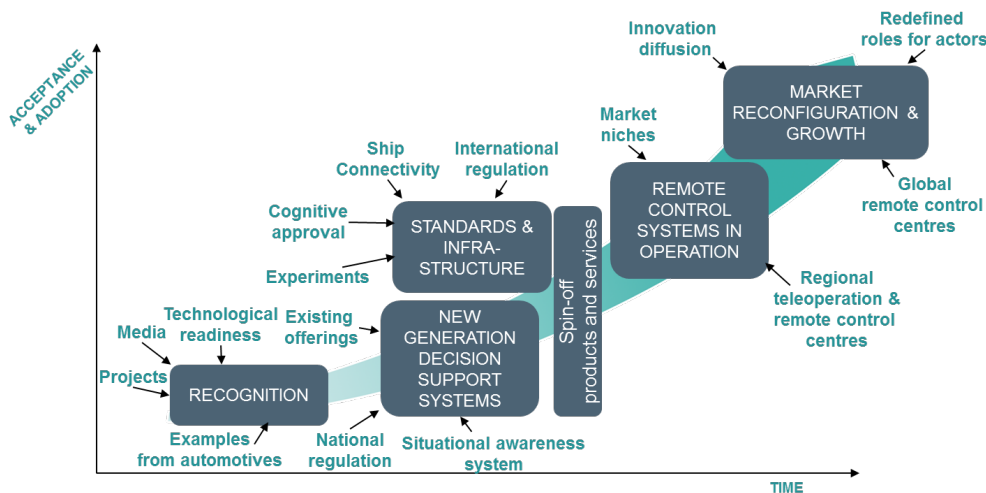 ACCEPTANCE
& ADOPTION
Innovation
diffusion
Redefined
roles for actors
MARKET
RECONFIGURATION &
GROWTH
Market
niches
Ship
Connectivity
International
regulation
Global
remote control
centres
REMOTE
CONTROL
SYSTEMS IN
OPERATION
Cognitive
approval
STANDARDS &
INFRA-
STRUCTURE
Experiments
Spin-off
products and services
Regional
teleoperation &
remote control
centres
Technological
readiness
Existing
offerings
NEW
GENERATION
DECISION
SUPPORT
SYSTEMS
Media
Projects
RECOGNITION
Examples
from automotives
National
regulation
Situational awareness
system
TIME